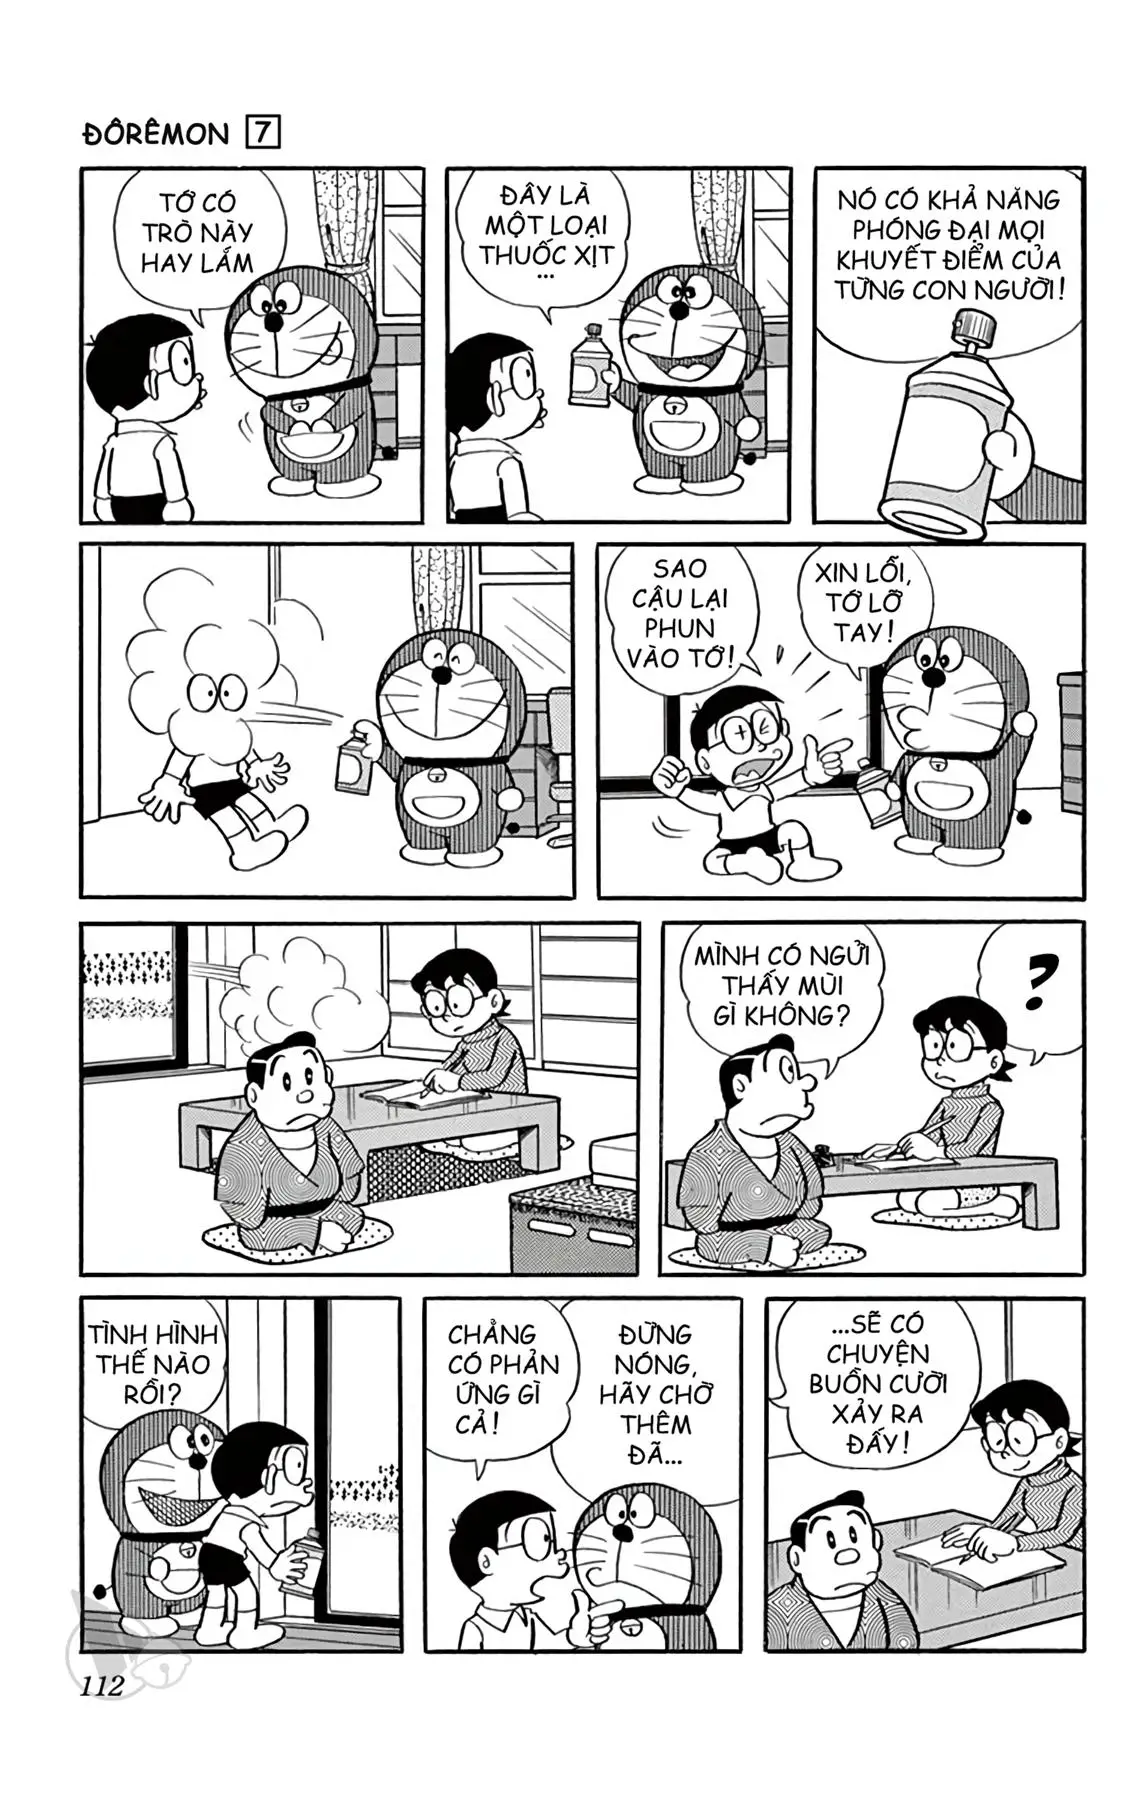 ĐÔRÊMON 7
TỚ CÓ
TRÒ NÀY
HAY LẮM
ĐÂY LÀ
MỘT LOẠI
THUỐC XỊT
...
NÓ CÓ KHẢ NĂNG
PHÓNG ĐẠI MỌI
KHUYẾT ĐIỂM CỦA
TỪNG CON NGƯỜI!
SAO
CẬU LẠI
PHUN
VÀO TỚ!
XIN LỖI,
TỚ LỠ
TAY!
MÌNH CÓ NGỬI
THẤY MÙI
GÌ KHÔNG?
?
TÌNH HÌNH
THẾ NÀO
RỒI?
CHẲNG
CÓ PHẢN
ỨNG GÌ
CẢ!
ĐỪNG
NÓNG,
HÃY CHỜ
THÊM
ĐÃ...
...SẼ CÓ
CHUYỆN
BUỒN CƯỜI
XẢY RA
ĐẤY!
112